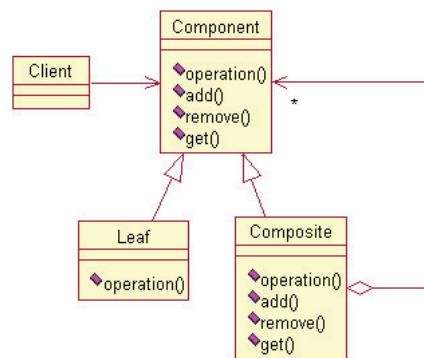 Component
operation()
add()
remove()
get()
Client
*
Leaf
operation()
Composite
operation()
add()
remove()
get()